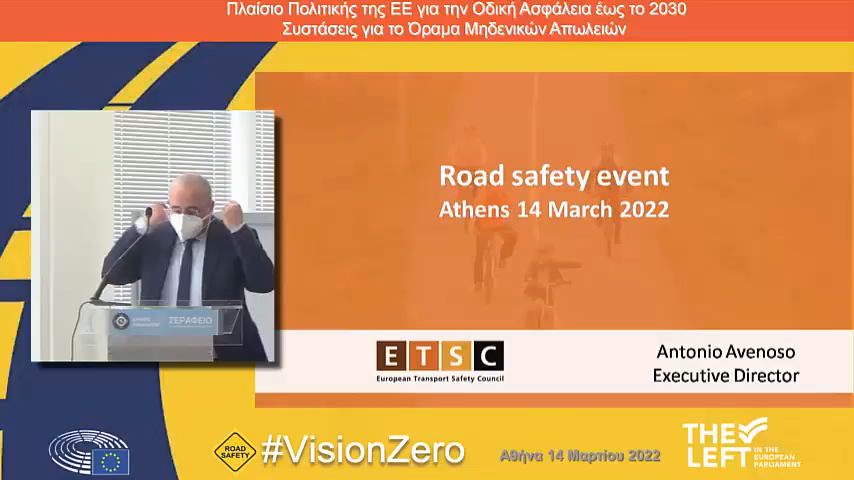 Πλαίσιο Πολιτικής της ΕΕ για την Οδική Ασφάλεια έως το 2030
Συστάσεις για το Όραμα Μηδενικών Απωλειών
Road safety event
Athens 14 March 2022
ΣΕΡΑΦΕΙΟ
ETSC
European Transport Safety Council
Antonio Avenoso
Executive Director
ROAD
SAFETY
#VisionZero
Αθήνα 14 Μαρτίου 2022
THE
LEFT
IN THE
EUROPEAN
PARLIAMENT